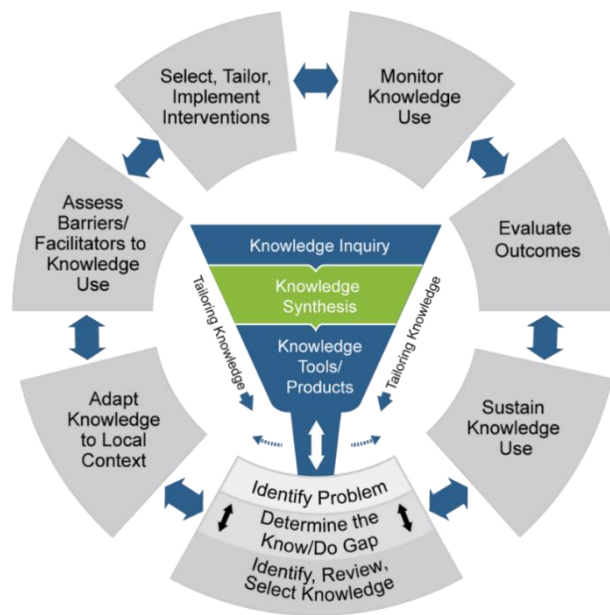 Select, Tailor,
Implement
Interventions
Monitor
Knowledge
Use
Assess
Barriers/
Facilitators to
Knowledge
Use
Evaluate
Outcomes
Knowledge Inquiry
Knowledge
Synthesis
Knowledge
Tools/
Products
Tailoring Knowledge
Tailoring Knowledge
Adapt
Knowledge
to Local
Context
Sustain
Knowledge
Use
Identify Problem
Determine the
Know/Do Gap
Identify, Review,
Select Knowledge